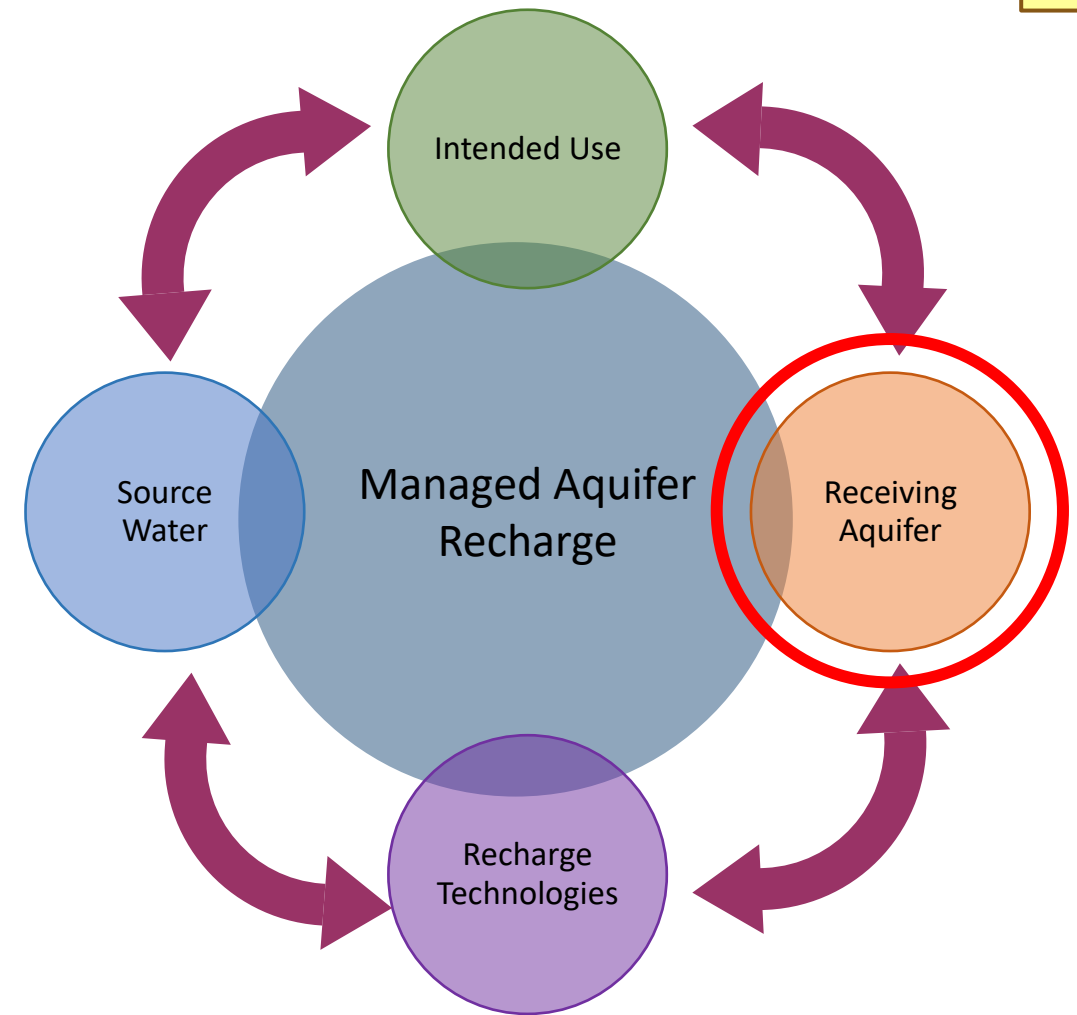 Intended Use
Source
Water
Managed Aquifer
Recharge
Receiving
Aquifer
Recharge
Technologies